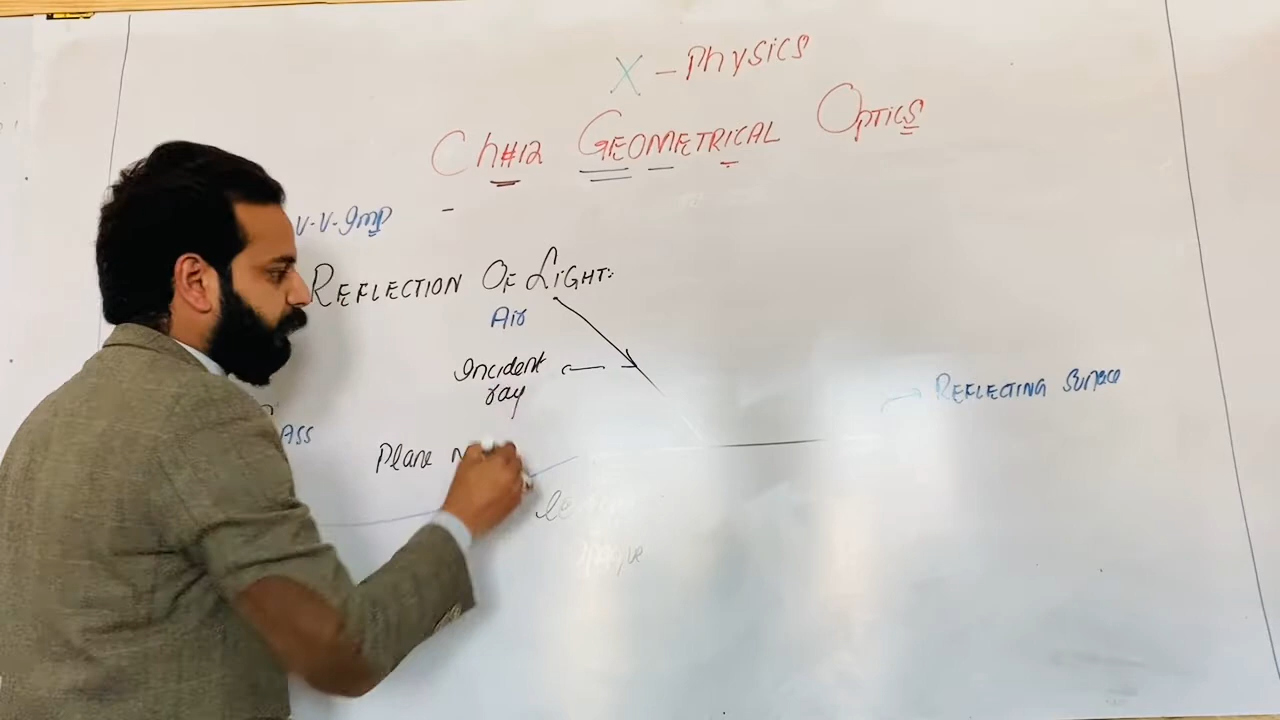 X - Physics
Ch#12 GEOMETRICAL OPTICS
V-V-Imp -
REFLECTION OF LIGHT:
Air
Incident
ray
REFLECTING Surface
ASS
Plane